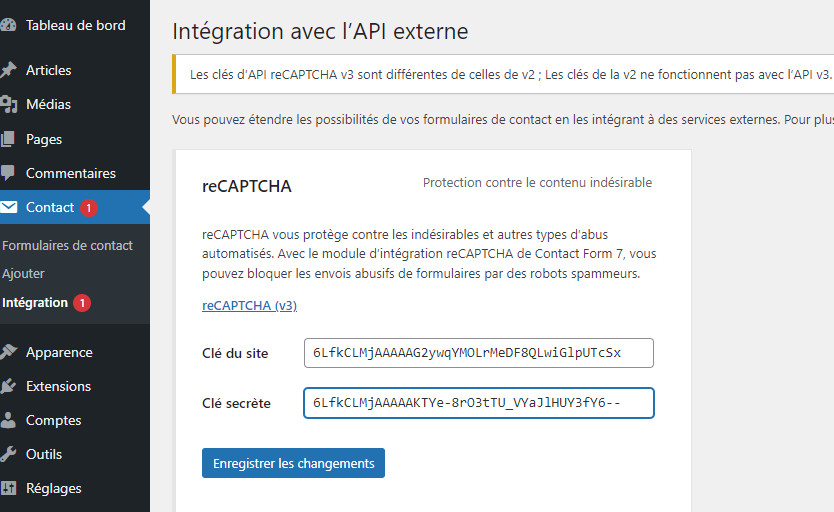 Tableau de bord
Articles
Médias
Pages
Commentaires
Contact 1
Formulaires de contact
Ajouter
Intégration 1
Apparence
Extensions
Comptes
Outils
Réglages
Intégration avec l’API externe
Les clés d’API reCAPTCHA v3 sont différentes de celles de v2 ; Les clés de la v2 ne fonctionnent pas avec l’API v3.
Vous pouvez étendre les possibilités de vos formulaires de contact en les intégrant à des services externes. Pour plus
reCAPTCHA
Protection contre le contenu indésirable
reCAPTCHA vous protège contre les indésirables et autres types d’abus
automatisés. Avec le module d’intégration reCAPTCHA de Contact Form 7, vous
pouvez bloquer les envois abusifs de formulaires par des robots spammeurs.
reCAPTCHA (v3)
Clé du site 6LfkCLMjAAAAAG2ywqYMOLrMeDF8QLwiGlpUTcSx
Clé secrète 6LfkCLMjAAAAAKTYe-8rO3tTU_VYaJlHUY3fY6--
Enregistrer les changements